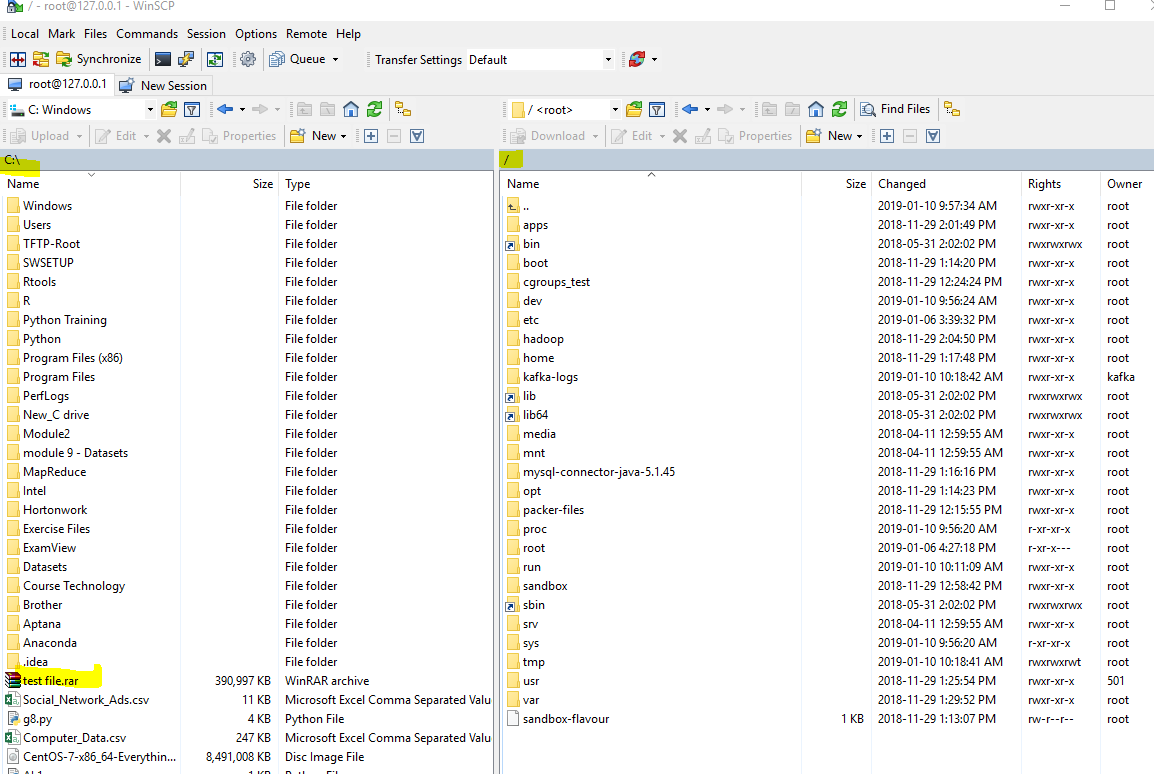 / - root@127.0.0.1 - WinSCP
Local Mark Files Commands Session Options Remote Help
Synchronize Queue Transfer Settings Default
root@127.0.0.1 New Session
C: Windows
Upload Edit Properties New
C:\
Name Size Type
Windows File folder
Users File folder
TFTP-Root File folder
SWSETUP File folder
Rtools File folder
R File folder
Python Training File folder
Python File folder
Program Files (x86) File folder
Program Files File folder
PerfLogs File folder
New_C drive File folder
Module2 File folder
module 9 - Datasets File folder
MapReduce File folder
Intel File folder
Hortonwork File folder
Exercise Files File folder
ExamView File folder
Datasets File folder
Course Technology File folder
Brother File folder
Aptana File folder
Anaconda File folder
.idea File folder
test file.rar 390,997 KB WinRAR archive
Social_Network_Ads.csv 11 KB Microsoft Excel Comma Separated Valu
g8.py 4 KB Python File
Computer_Data.csv 247 KB Microsoft Excel Comma Separated Valu
CentOS-7-x86_64-Everythin... 8,491,008 KB Disc Image File
/ <root> Find Files
Download Edit Properties New
/
Name Size Changed Rights Owner
.. 2019-01-10 9:57:34 AM rwxr-xr-x root
apps 2018-11-29 2:01:49 PM rwxr-xr-x root
bin 2018-05-31 2:02:02 PM rwxrwxrwx root
boot 2018-11-29 1:14:20 PM rwxr-xr-x root
cgroups_test 2018-11-29 12:24:24 PM rwxr-xr-x root
dev 2019-01-10 9:56:24 AM rwxr-xr-x root
etc 2019-01-06 3:39:32 PM rwxr-xr-x root
hadoop 2018-11-29 2:04:50 PM rwxr-xr-x root
home 2018-11-29 1:17:48 PM rwxr-xr-x root
kafka-logs 2019-01-10 10:18:42 AM rwxr-xr-x kafka
lib 2018-05-31 2:02:02 PM rwxrwxrwx root
lib64 2018-05-31 2:02:02 PM rwxrwxrwx root
media 2018-04-11 12:59:55 AM rwxr-xr-x root
mnt 2018-04-11 12:59:55 AM rwxr-xr-x root
mysql-connector-java-5.1.45 2018-11-29 1:16:16 PM rwxr-xr-x root
opt 2018-11-29 1:14:23 PM rwxr-xr-x root
packer-files 2018-11-29 12:15:55 PM rwxr-xr-x root
proc 2019-01-10 9:56:20 AM r-xr-xr-x root
root 2019-01-06 4:27:18 PM r-xr-x--- root
run 2019-01-10 10:11:09 AM rwxr-xr-x root
sandbox 2018-11-29 12:58:42 PM rwxr-xr-x root
sbin 2018-05-31 2:02:02 PM rwxrwxrwx root
srv 2018-04-11 12:59:55 AM rwxr-xr-x root
sys 2019-01-10 9:56:20 AM r-xr-xr-x root
tmp 2019-01-10 10:18:41 AM rwxrwxrwt root
usr 2018-11-29 1:25:54 PM rwxr-xr-x 501
var 2018-11-29 1:29:52 PM rwxr-xr-x root
sandbox-flavour 1 KB 2018-11-29 1:13:07 PM rw-r--r-- root